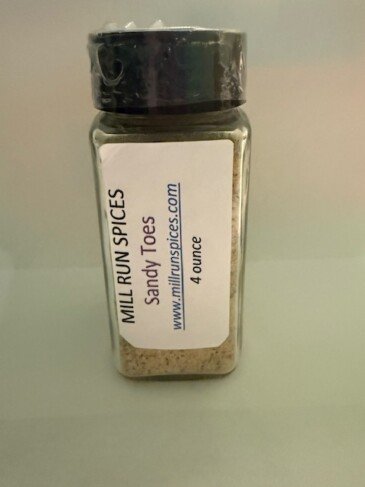 MILL RUN SPICES
Sandy Toes
www.millrunspices.com
4 ounce